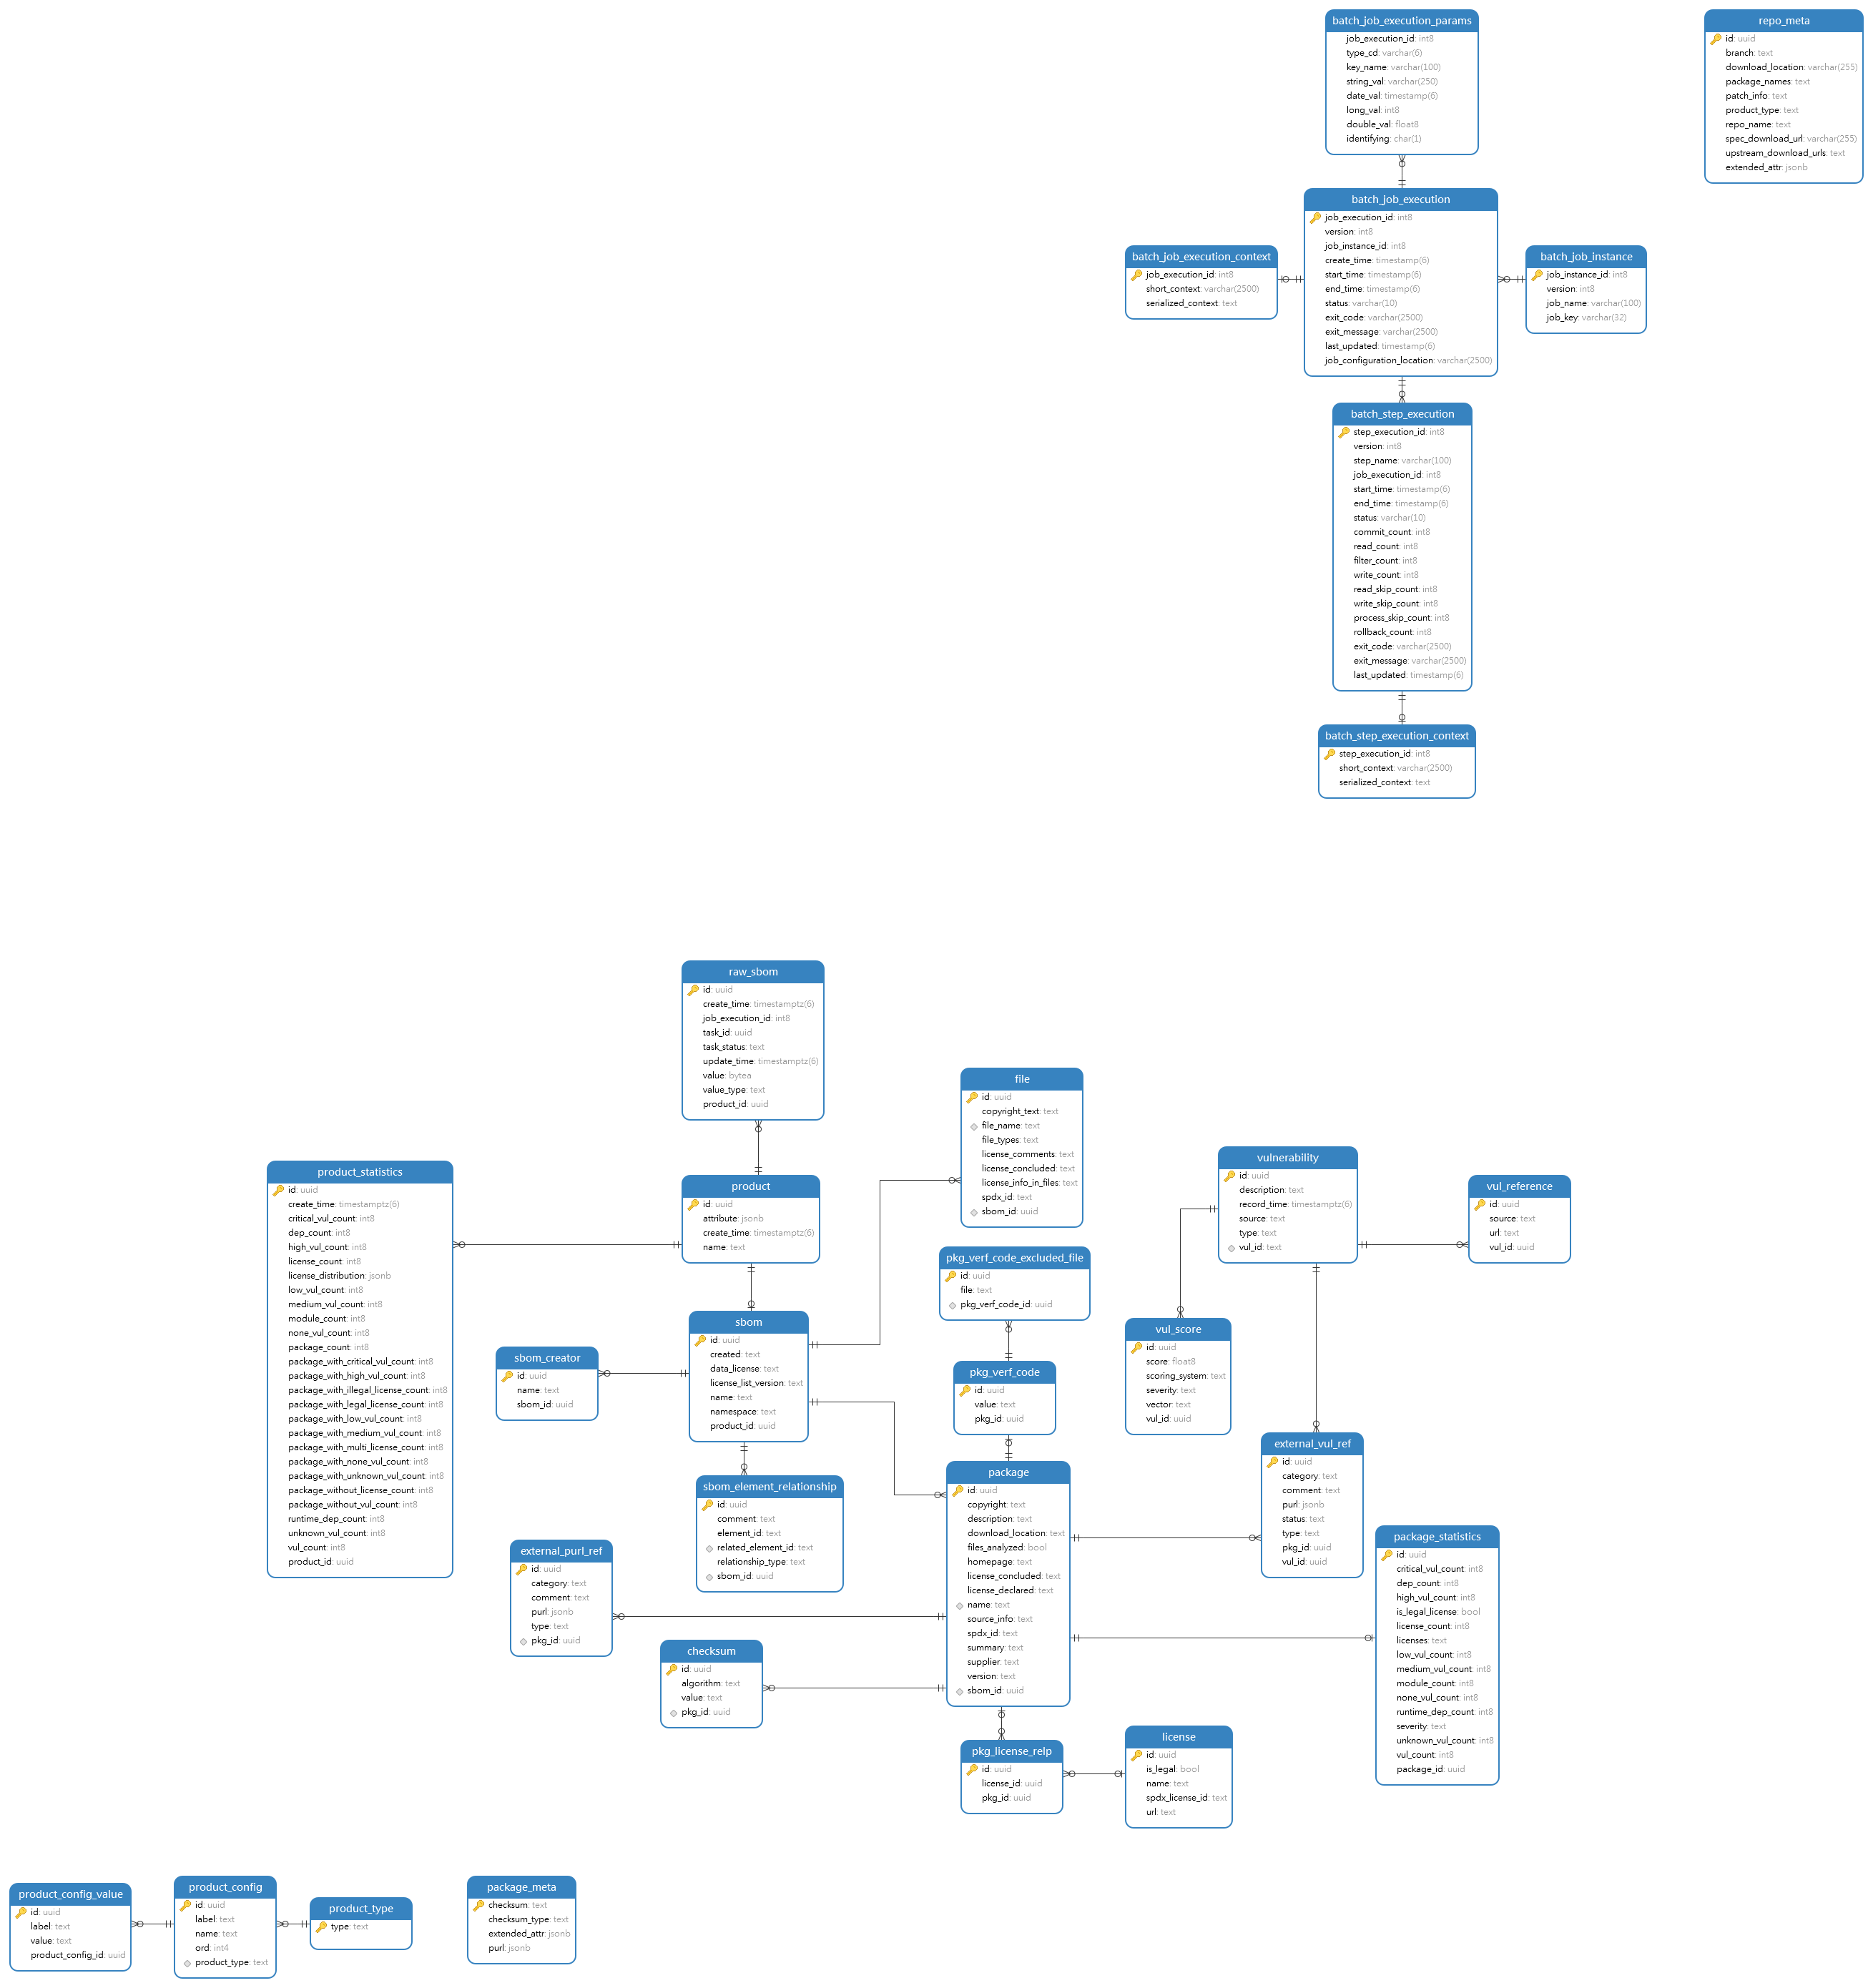 batch_job_execution_params
job_execution_id: int8
type_cd: varchar(6)
key_name: varchar(100)
string_val: varchar(250)
date_val: timestamp(6)
long_val: int8
double_val: float8
identifying: char(1)
repo_meta
id: uuid
branch: text
download_location: varchar(255)
package_names: text
patch_info: text
product_type: text
repo_name: text
spec_download_url: varchar(255)
upstream_download_urls: text
extended_attr: jsonb
batch_job_execution
job_execution_id: int8
version: int8
job_instance_id: int8
create_time: timestamp(6)
start_time: timestamp(6)
end_time: timestamp(6)
status: varchar(10)
exit_code: varchar(2500)
exit_message: varchar(2500)
last_updated: timestamp(6)
job_configuration_location: varchar(2500)
batch_job_execution_context
job_execution_id: int8
short_context: varchar(2500)
serialized_context: text
batch_job_instance
job_instance_id: int8
version: int8
job_name: varchar(100)
job_key: varchar(32)
batch_step_execution
step_execution_id: int8
version: int8
step_name: varchar(100)
job_execution_id: int8
start_time: timestamp(6)
end_time: timestamp(6)
status: varchar(10)
commit_count: int8
read_count: int8
filter_count: int8
write_count: int8
read_skip_count: int8
write_skip_count: int8
process_skip_count: int8
rollback_count: int8
exit_code: varchar(2500)
exit_message: varchar(2500)
last_updated: timestamp(6)
batch_step_execution_context
step_execution_id: int8
short_context: varchar(2500)
serialized_context: text
raw_sbom
id: uuid
create_time: timestamptz(6)
job_execution_id: int8
task_id: uuid
task_status: text
update_time: timestamptz(6)
value: bytea
value_type: text
product_id: uuid
file
id: uuid
copyright_text: text
file_name: text
file_types: text
license_comments: text
license_concluded: text
license_info_in_files: text
spdx_id: text
sbom_id: uuid
product_statistics
id: uuid
create_time: timestamptz(6)
critical_vul_count: int8
dep_count: int8
high_vul_count: int8
license_count: int8
license_distribution: jsonb
low_vul_count: int8
medium_vul_count: int8
module_count: int8
none_vul_count: int8
package_count: int8
package_with_critical_vul_count: int8
package_with_high_vul_count: int8
package_with_illegal_license_count: int8
package_with_legal_license_count: int8
package_with_low_vul_count: int8
package_with_medium_vul_count: int8
package_with_multi_license_count: int8
package_with_none_vul_count: int8
package_with_unknown_vul_count: int8
package_without_license_count: int8
package_without_vul_count: int8
runtime_dep_count: int8
unknown_vul_count: int8
vul_count: int8
product_id: uuid
product
id: uuid
attribute: jsonb
create_time: timestamptz(6)
name: text
vulnerability
id: uuid
description: text
record_time: timestamptz(6)
source: text
type: text
vul_id: text
vul_reference
id: uuid
source: text
url: text
vul_id: uuid
pkg_verf_code_excluded_file
id: uuid
file: text
pkg_verf_code_id: uuid
sbom
id: uuid
created: text
data_license: text
license_list_version: text
name: text
namespace: text
product_id: uuid
vul_score
id: uuid
score: float8
scoring_system: text
severity: text
vector: text
vul_id: uuid
sbom_creator
id: uuid
name: text
sbom_id: uuid
pkg_verf_code
id: uuid
value: text
pkg_id: uuid
external_vul_ref
id: uuid
category: text
comment: text
purl: jsonb
status: text
type: text
pkg_id: uuid
vul_id: uuid
package
id: uuid
copyright: text
description: text
download_location: text
files_analyzed: bool
homepage: text
license_concluded: text
license_declared: text
name: text
source_info: text
spdx_id: text
summary: text
supplier: text
version: text
sbom_id: uuid
sbom_element_relationship
id: uuid
comment: text
element_id: text
related_element_id: text
relationship_type: text
sbom_id: uuid
package_statistics
id: uuid
critical_vul_count: int8
dep_count: int8
high_vul_count: int8
is_legal_license: bool
license_count: int8
licenses: text
low_vul_count: int8
medium_vul_count: int8
module_count: int8
none_vul_count: int8
runtime_dep_count: int8
severity: text
unknown_vul_count: int8
vul_count: int8
package_id: uuid
external_purl_ref
id: uuid
category: text
comment: text
purl: jsonb
type: text
pkg_id: uuid
checksum
id: uuid
algorithm: text
value: text
pkg_id: uuid
license
id: uuid
is_legal: bool
name: text
spdx_license_id: text
url: text
pkg_license_relp
id: uuid
license_id: uuid
pkg_id: uuid
product_config_value
id: uuid
label: text
value: text
product_config_id: uuid
product_config
id: uuid
label: text
name: text
ord: int4
product_type: text
product_type
type: text
package_meta
checksum: text
checksum_type: text
extended_attr: jsonb
purl: jsonb